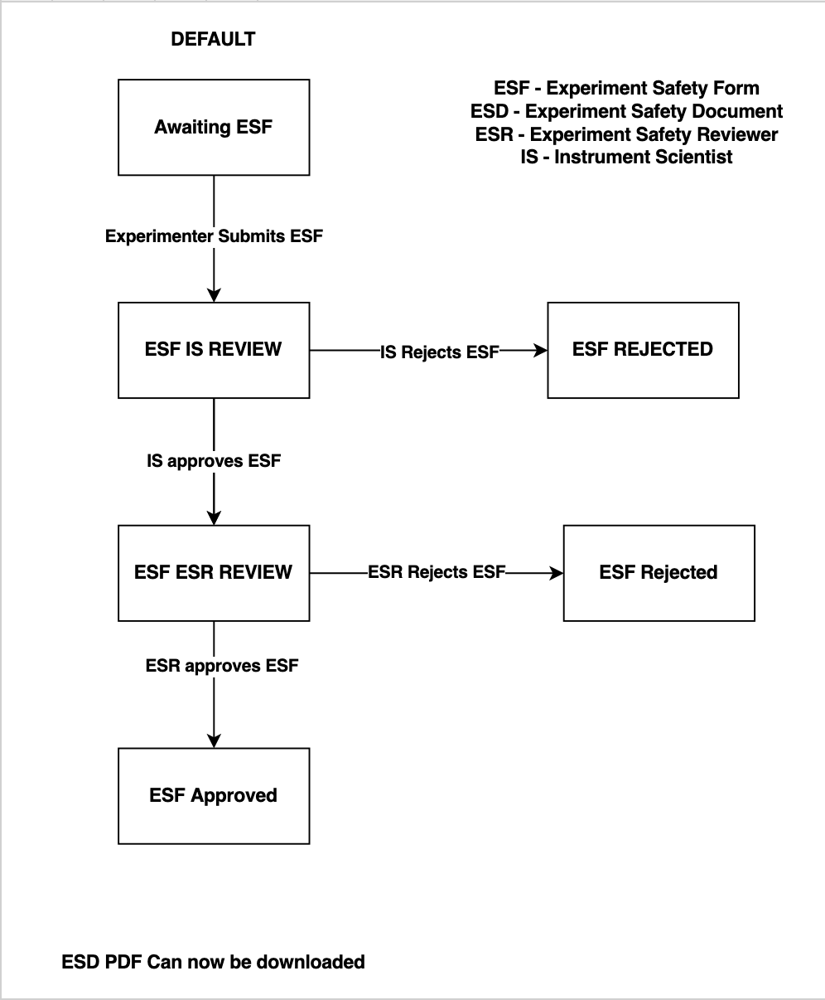 DEFAULT
Awaiting ESF
ESF - Experiment Safety Form
ESD - Experiment Safety Document
ESR - Experiment Safety Reviewer
IS - Instrument Scientist
Experimenter Submits ESF
ESF IS REVIEW
IS Rejects ESF
ESF REJECTED
IS approves ESF
ESF ESR REVIEW
ESR Rejects ESF
ESF Rejected
ESR approves ESF
ESF Approved
ESD PDF Can now be downloaded